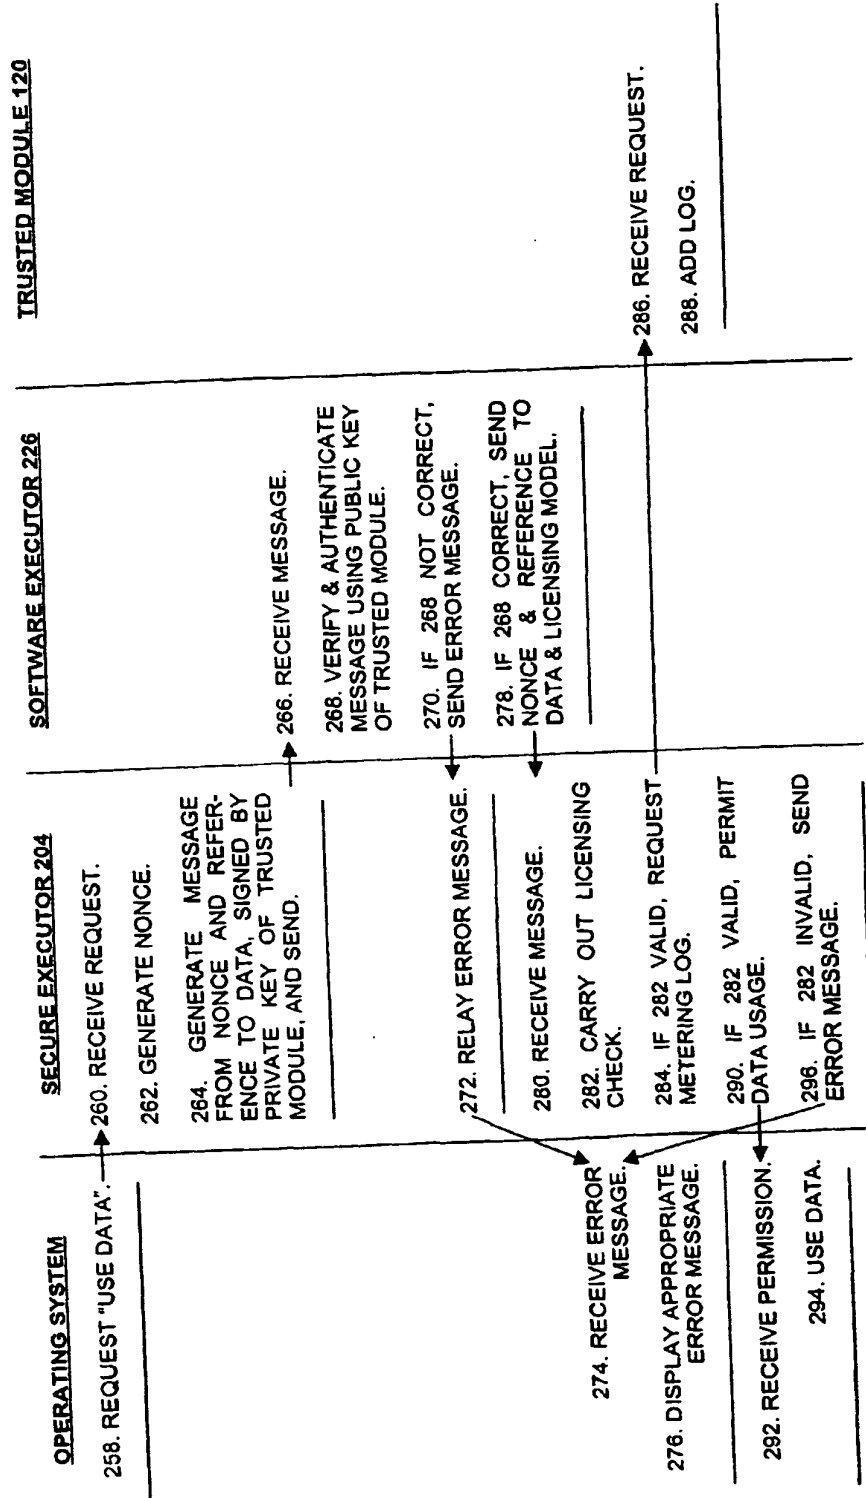 OPERATING SYSTEM
258. REQUEST "USE DATA".
274. RECEIVE ERROR
MESSAGE.
276. DISPLAY APPROPRIATE
ERROR MESSAGE.
292. RECEIVE PERMISSION.
294. USE DATA.
SECURE EXECUTOR 204
260. RECEIVE REQUEST.
262. GENERATE NONCE.
264. GENERATE MESSAGE
FROM NONCE AND REFER-
ENCE TO DATA, SIGNED BY
PRIVATE KEY OF TRUSTED
MODULE, AND SEND.
272. RELAY ERROR MESSAGE.
280. RECEIVE MESSAGE.
282. CARRY OUT LICENSING
CHECK.
284. IF 282 VALID, REQUEST
METERING LOG.
290. IF 282 VALID, PERMIT
DATA USAGE.
296. IF 282 INVALID, SEND
ERROR MESSAGE.
SOFTWARE EXECUTOR 226
266. RECEIVE MESSAGE.
268. VERIFY & AUTHENTICATE
MESSAGE USING PUBLIC KEY
OF TRUSTED MODULE.
270. IF 268 NOT CORRECT,
SEND ERROR MESSAGE.
278. IF 268 CORRECT, SEND
NONCE & REFERENCE TO
DATA & LICENSING MODEL.
TRUSTED MODULE 120
286. RECEIVE REQUEST.
288. ADD LOG.